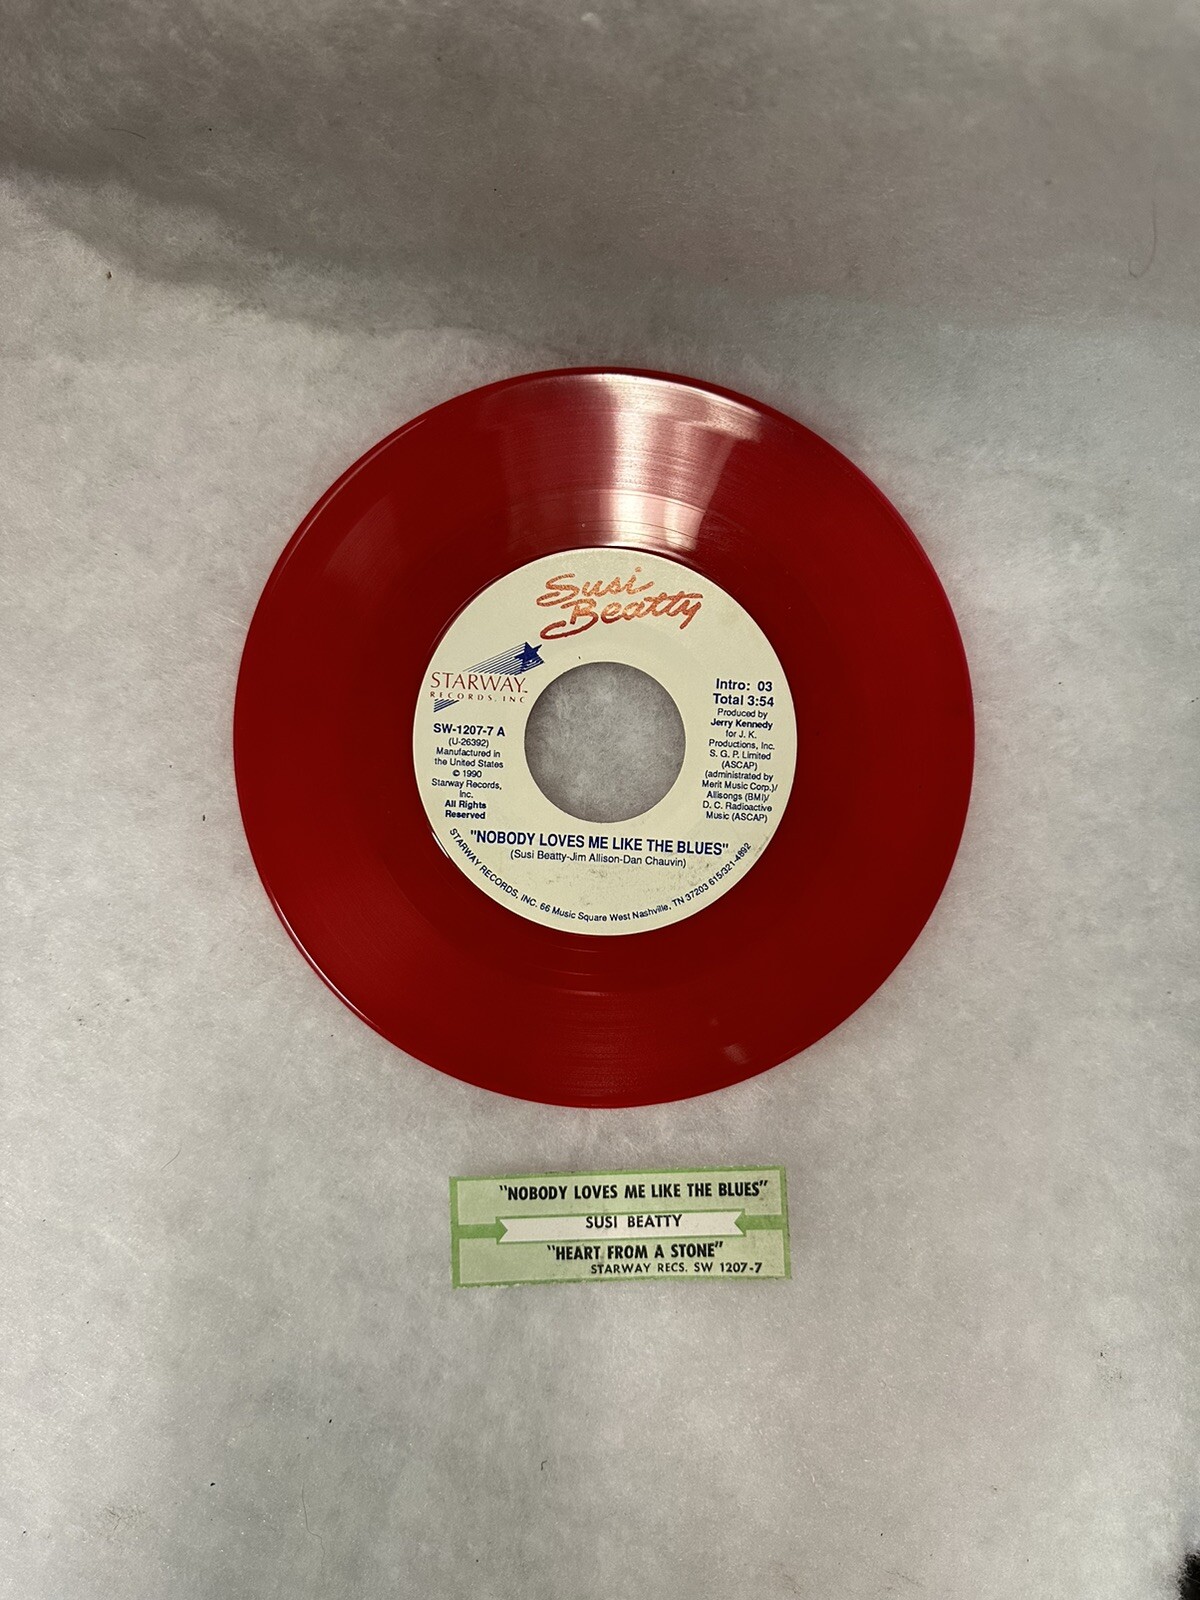 Susi
Beatty
STARWAY™
RECORDS, INC
SW-1207-7 A
(U-26392)
Manufactured in
the United States
© 1990
Starway Records,
Inc.
All Rights
Reserved
Intro: 03
Total 3:54
Produced by
Jerry Kennedy
for J. K.
Productions, Inc.
S. G. P. Limited
(ASCAP)
(administrated by
Merit Music Corp.)/
Allisongs (BMI)/
D. C. Radioactive
Music (ASCAP)
"NOBODY LOVES ME LIKE THE BLUES"
(Susi Beatty-Jim Allison-Dan Chauvin)
STARWAY RECORDS, INC. 66 Music Square West Nashville, TN 37203 615/321-4892
"NOBODY LOVES ME LIKE THE BLUES"
SUSI BEATTY
"HEART FROM A STONE"
STARWAY RECS. SW 1207-7